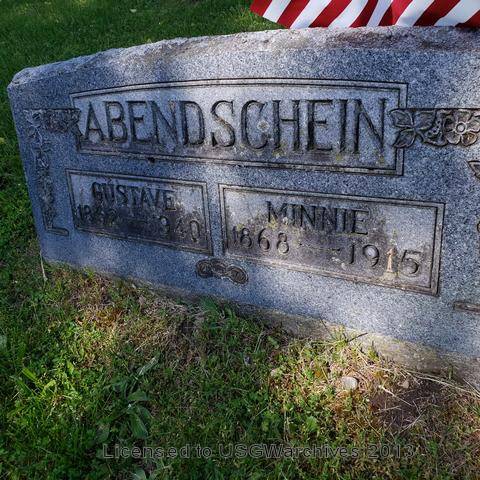 ABENDSCHEIN
GUSTAVE
MINNIE
1868 - 1915
Licensed to USGWarchives 2013